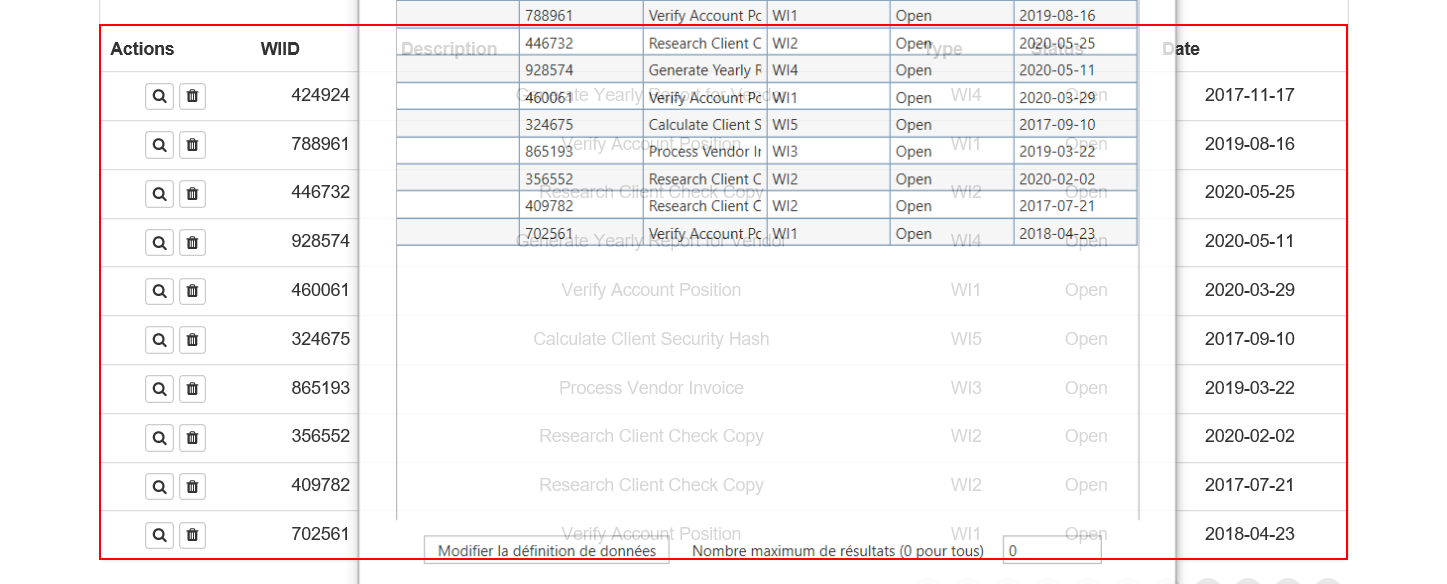 788961 Verify Account Pc WI1 Open 2019-08-16
Actions WIID Description Type Status Date
446732 Research Client C WI2 Open 2020-05-25
928574 Generate Yearly R WI4 Open 2020-05-11
424924 Generate Yearly Report for Vendor WI4 Open 2017-11-17
460061 Verify Account Pc WI1 Open 2020-03-29
324675 Calculate Client S WI5 Open 2017-09-10
788961 Verify Account Position WI1 Open 2019-08-16
865193 Process Vendor Ir WI3 Open 2019-03-22
356552 Research Client C WI2 Open 2020-02-02
446732 Research Client Check Copy WI2 Open 2020-05-25
409782 Research Client C WI2 Open 2017-07-21
702561 Verify Account Pc WI1 Open 2018-04-23
928574 Generate Yearly Report for Vendor WI4 Open 2020-05-11
460061 Verify Account Position WI1 Open 2020-03-29
324675 Calculate Client Security Hash WI5 Open 2017-09-10
865193 Process Vendor Invoice WI3 Open 2019-03-22
356552 Research Client Check Copy WI2 Open 2020-02-02
409782 Research Client Check Copy WI2 Open 2017-07-21
702561 Verify Account Position WI1 Open 2018-04-23
Modifier la définition de données Nombre maximum de résultats (0 pour tous) 0